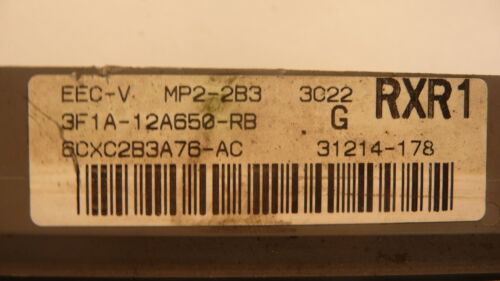 EEC-V MP2-2B3 3C22 RXR1
3F1A-12A650-RB G
6CXC2B3A76-AC 31214-178